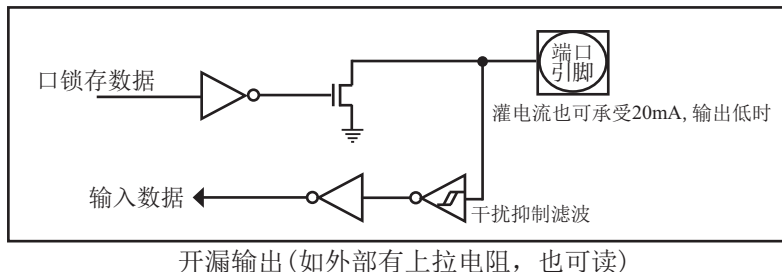 口锁存数据
端口
引脚
灌电流也可承受20mA, 输出低时
输入数据
干扰抑制滤波
开漏输出(如外部有上拉电阻，也可读)